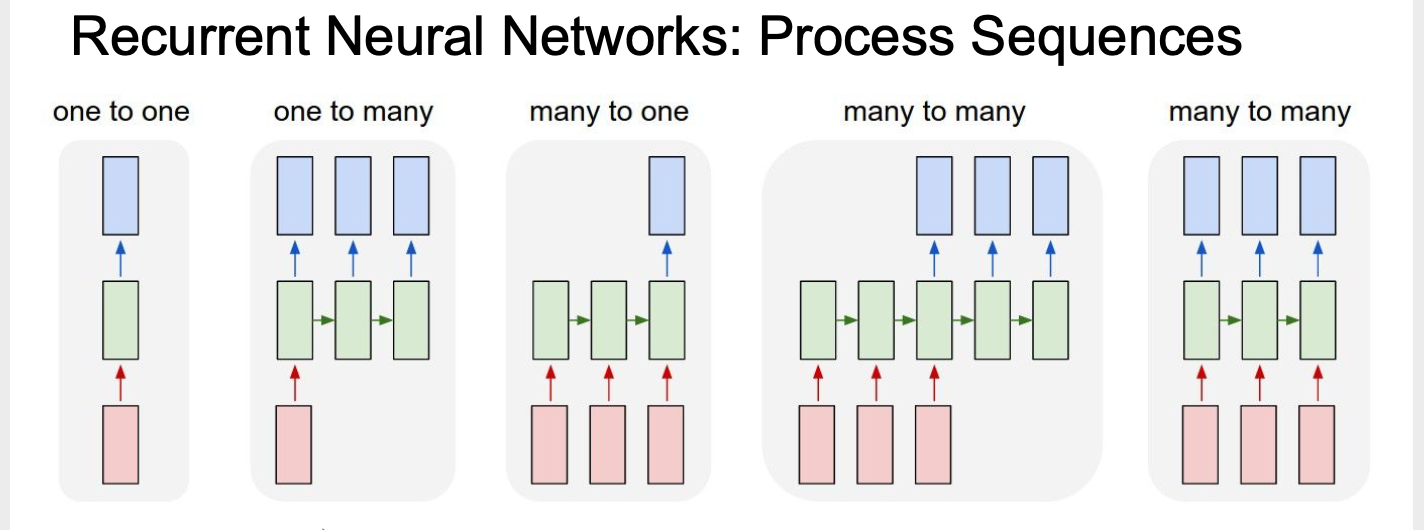 Recurrent Neural Networks: Process Sequences
one to one
one to many
many to one
many to many
many to many